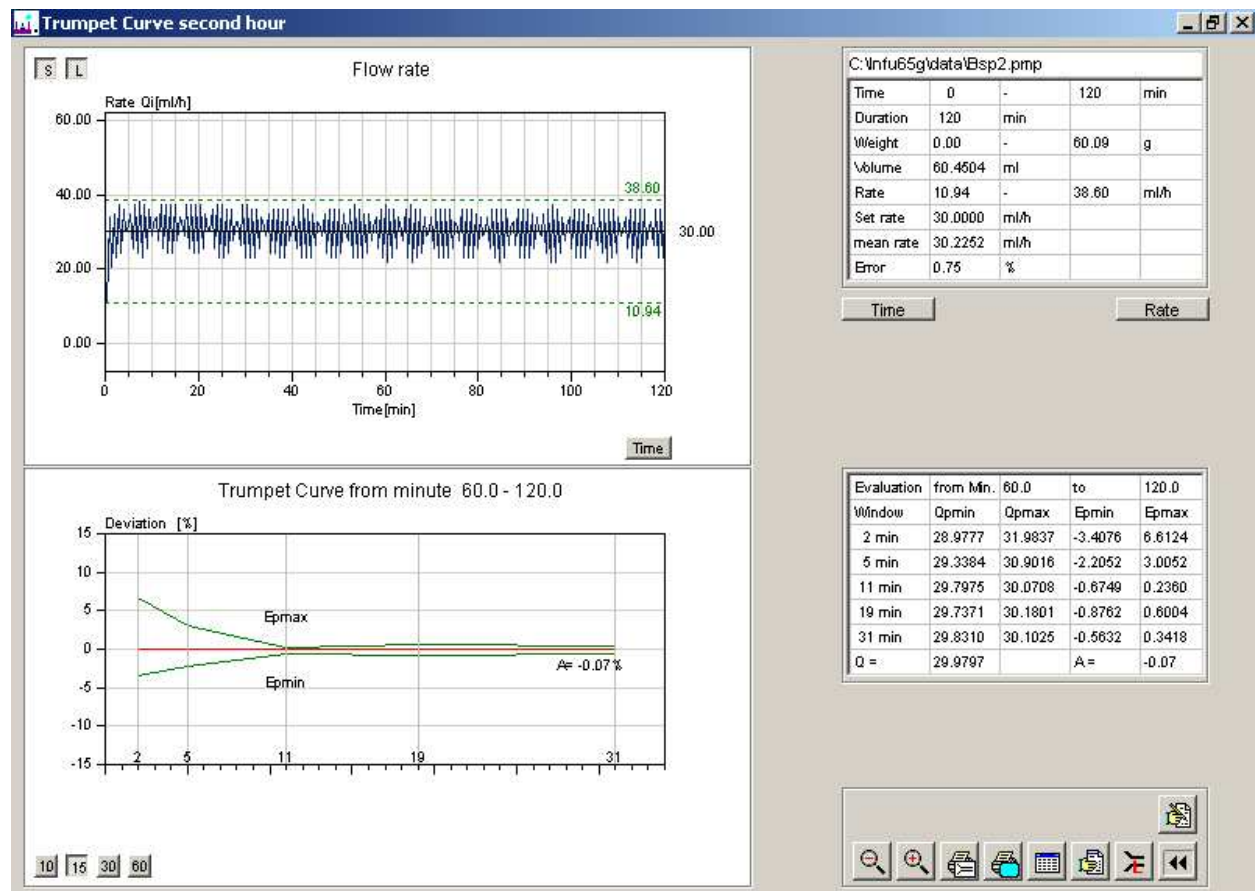 Trumpet Curve second hour
S L
Flow rate
Rate Qi[ml/h]
60.00
40.00
20.00
0.00
38.60
30.00
10.94
0 20 40 60 80 100 120
Time[min]
Time
Trumpet Curve from minute 60.0 - 120.0
Deviation [%]
15
10
5
0
-5
-10
-15
Epmax
A= -0.07%
Epmin
2 5 11 19 31
10 15 30 60
C:\Infu65g\data\Bsp2.pmp
Time 0 - 120 min
Duration 120 min
Weight 0.00 - 60.09 g
Volume 60.4504 ml
Rate 10.94 - 38.60 ml/h
Set rate 30.0000 ml/h
mean rate 30.2252 ml/h
Error 0.75 %
Time Rate
Evaluation from Min. 60.0 to 120.0
Window Qpmin Qpmax Epmin Epmax
2 min 28.9777 31.9837 -3.4076 6.6124
5 min 29.3384 30.9016 -2.2052 3.0052
11 min 29.7975 30.0708 -0.6749 0.2360
19 min 29.7371 30.1801 -0.8762 0.6004
31 min 29.8310 30.1025 -0.5632 0.3418
Q = 29.9797 A = -0.07